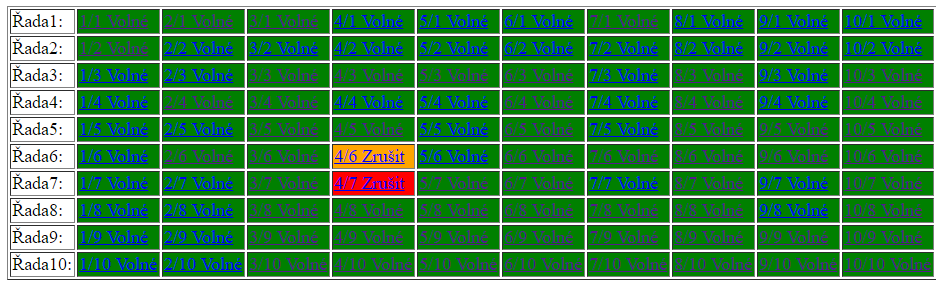 Řada1: 1/1 Volné 2/1 Volné 3/1 Volné 4/1 Volné 5/1 Volné 6/1 Volné 7/1 Volné 8/1 Volné 9/1 Volné 10/1 Volné
Řada2: 1/2 Volné 2/2 Volné 3/2 Volné 4/2 Volné 5/2 Volné 6/2 Volné 7/2 Volné 8/2 Volné 9/2 Volné 10/2 Volné
Řada3: 1/3 Volné 2/3 Volné 3/3 Volné 4/3 Volné 5/3 Volné 6/3 Volné 7/3 Volné 8/3 Volné 9/3 Volné 10/3 Volné
Řada4: 1/4 Volné 2/4 Volné 3/4 Volné 4/4 Volné 5/4 Volné 6/4 Volné 7/4 Volné 8/4 Volné 9/4 Volné 10/4 Volné
Řada5: 1/5 Volné 2/5 Volné 3/5 Volné 4/5 Volné 5/5 Volné 6/5 Volné 7/5 Volné 8/5 Volné 9/5 Volné 10/5 Volné
Řada6: 1/6 Volné 2/6 Volné 3/6 Volné 4/6 Zrušit 5/6 Volné 6/6 Volné 7/6 Volné 8/6 Volné 9/6 Volné 10/6 Volné
Řada7: 1/7 Volné 2/7 Volné 3/7 Volné 4/7 Zrušit 5/7 Volné 6/7 Volné 7/7 Volné 8/7 Volné 9/7 Volné 10/7 Volné
Řada8: 1/8 Volné 2/8 Volné 3/8 Volné 4/8 Volné 5/8 Volné 6/8 Volné 7/8 Volné 8/8 Volné 9/8 Volné 10/8 Volné
Řada9: 1/9 Volné 2/9 Volné 3/9 Volné 4/9 Volné 5/9 Volné 6/9 Volné 7/9 Volné 8/9 Volné 9/9 Volné 10/9 Volné
Řada10: 1/10 Volné 2/10 Volné 3/10 Volné 4/10 Volné 5/10 Volné 6/10 Volné 7/10 Volné 8/10 Volné 9/10 Volné 10/10 Volné